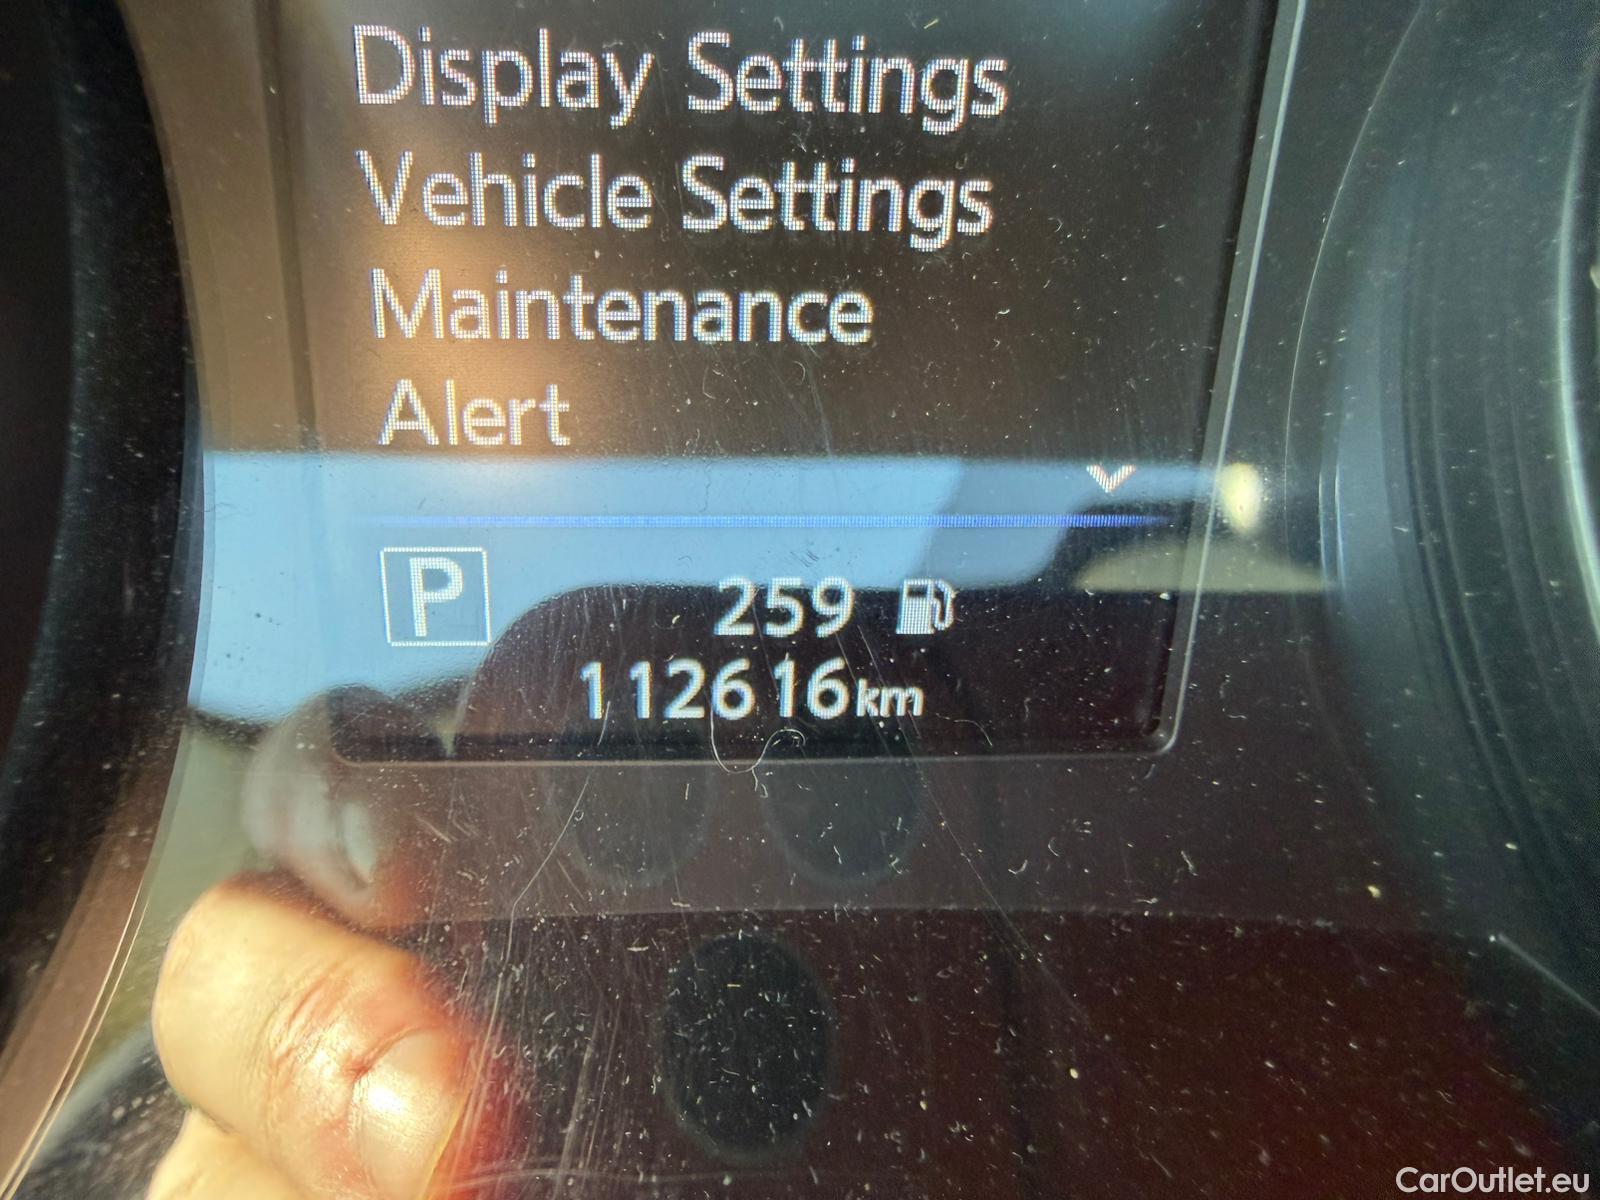 Display Settings
Vehicle Settings
Maintenance
Alert
P 259
112616km
CarOutlet.eu